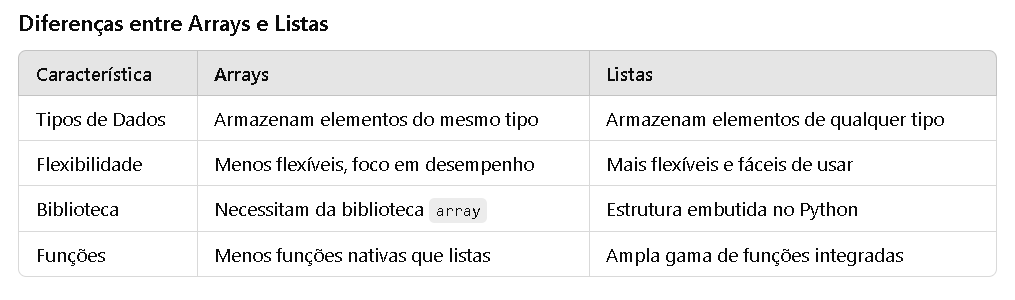 Diferenças entre Arrays e Listas
Característica Arrays Listas
Tipos de Dados Armazenam elementos do mesmo tipo Armazenam elementos de qualquer tipo
Flexibilidade Menos flexíveis, foco em desempenho Mais flexíveis e fáceis de usar
Biblioteca Necessitam da biblioteca array Estrutura embutida no Python
Funções Menos funções nativas que listas Ampla gama de funções integradas